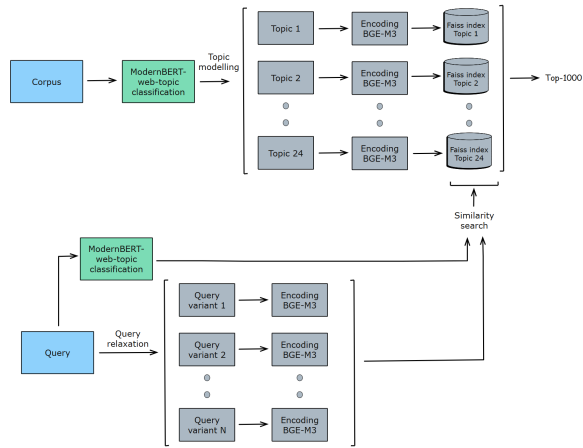 Corpus
ModernBERT-
web-topic
classification
Topic
modelling
Topic 1
Encoding
BGE-M3
Faiss index
Topic 1
Topic 2
Encoding
BGE-M3
Faiss index
Topic 2
Topic 24
Encoding
BGE-M3
Faiss index
Topic 24
Top-1000
Similarity
search
ModernBERT-
web-topic
classification
Query
Query
relaxation
Query
variant 1
Encoding
BGE-M3
Query
variant 2
Encoding
BGE-M3
Query
variant N
Encoding
BGE-M3